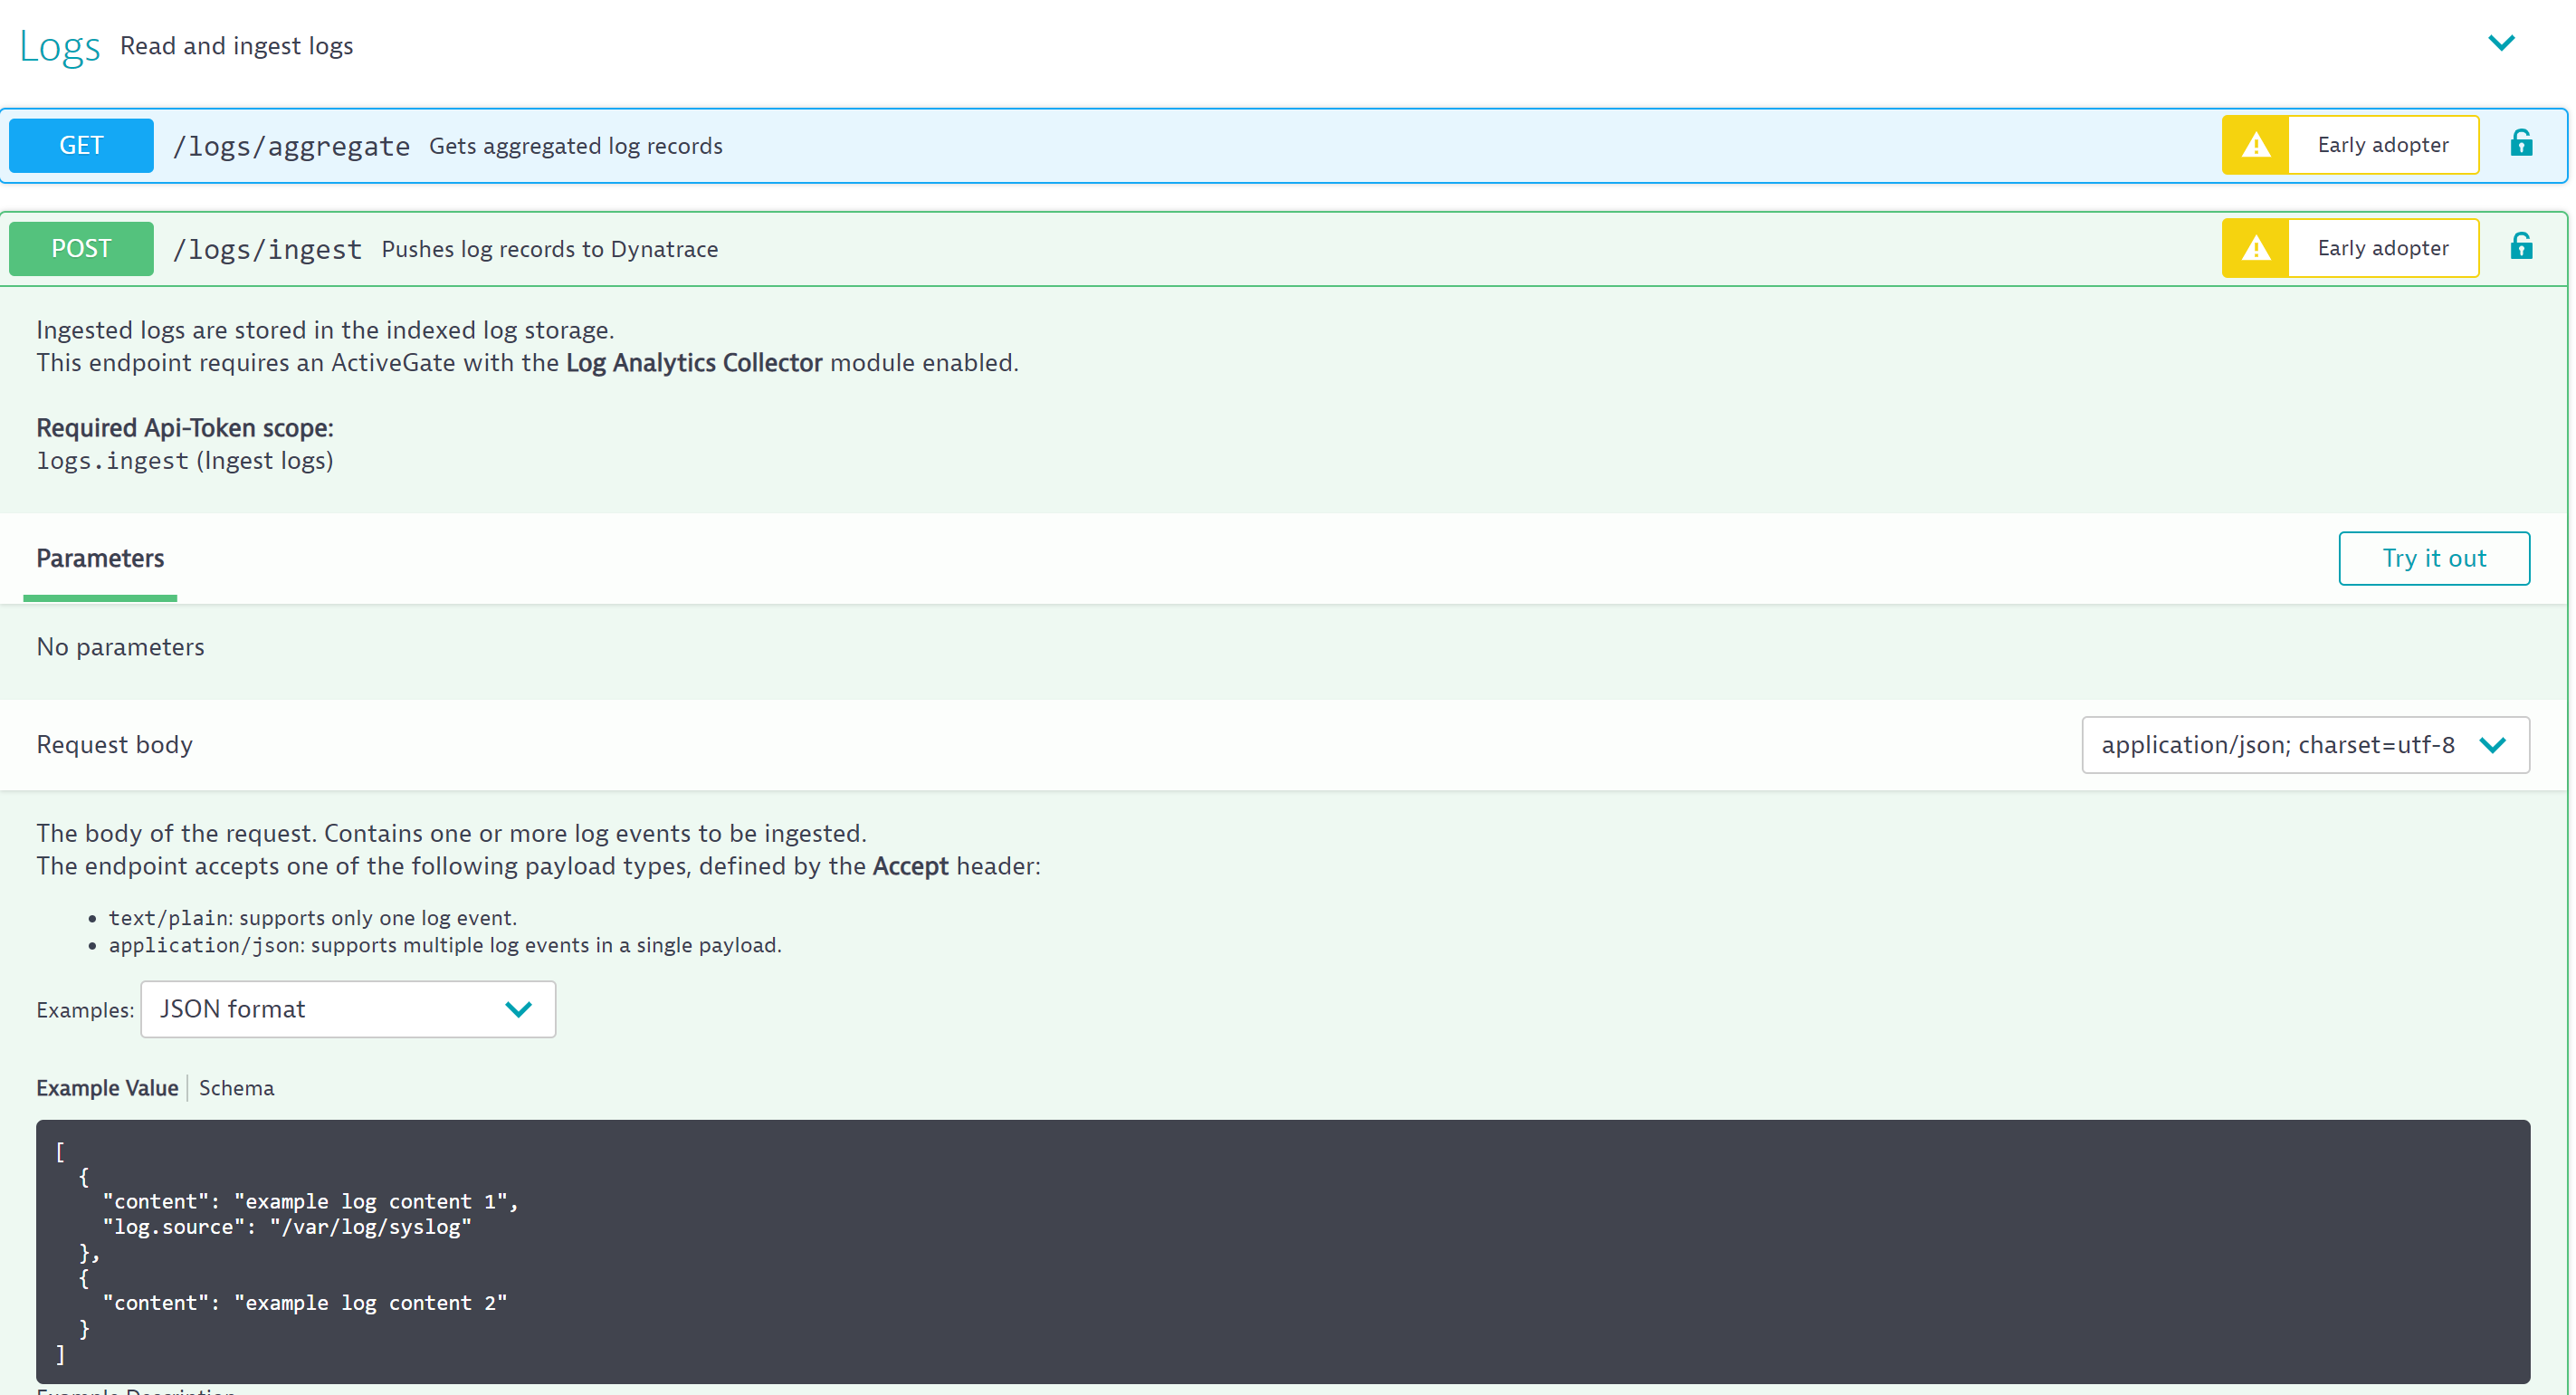 Logs Read and ingest logs
GET /logs/aggregate Gets aggregated log records Early adopter
POST /logs/ingest Pushes log records to Dynatrace Early adopter
Ingested logs are stored in the indexed log storage.
This endpoint requires an ActiveGate with the Log Analytics Collector module enabled.
Required Api-Token scope:
logs.ingest (Ingest logs)
Parameters Try it out
No parameters
Request body application/json; charset=utf-8
The body of the request. Contains one or more log events to be ingested.
The endpoint accepts one of the following payload types, defined by the Accept header:
• text/plain: supports only one log event.
• application/json: supports multiple log events in a single payload.
Examples: JSON format
Example Value | Schema
[
  {
    "content": "example log content 1",
    "log.source": "/var/log/syslog"
  },
  {
    "content": "example log content 2"
  }
]
Example Description